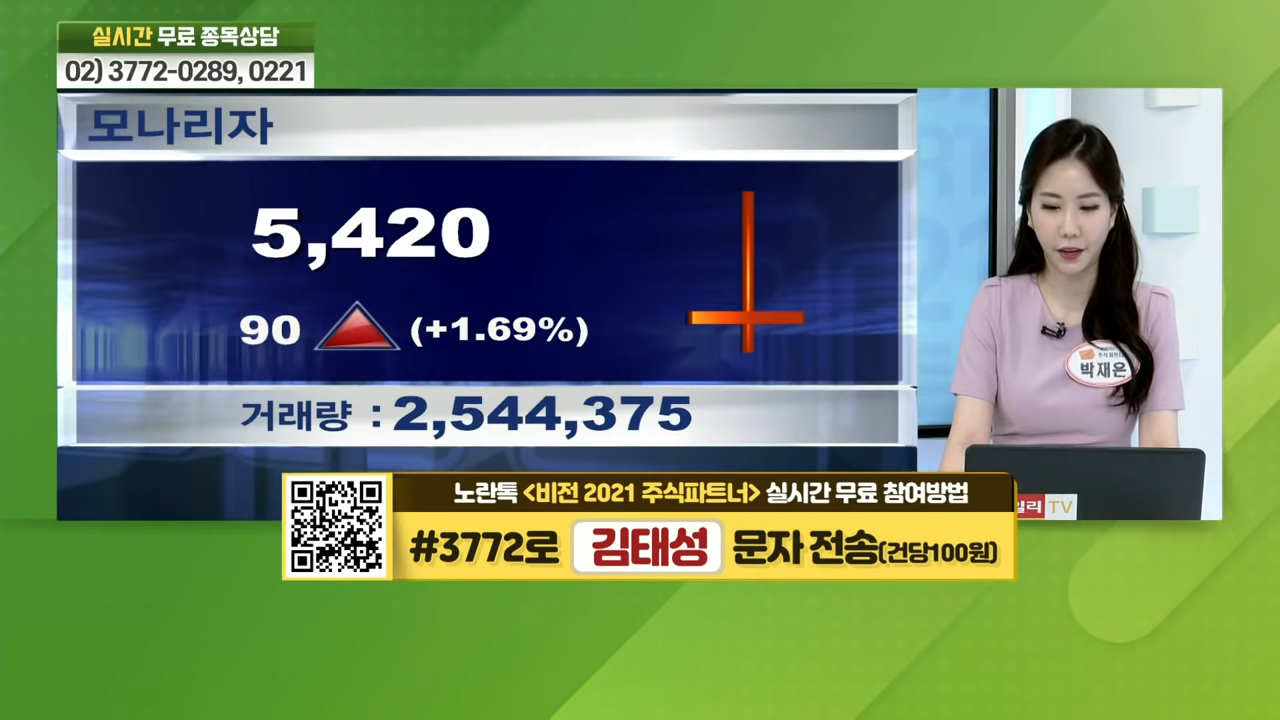 실시간 무료 종목상담
02) 3772-0289, 0221
모나리자
5,420
90 (+1.69%)
거래량 : 2,544,375
박재은
노란톡 <비전 2021 주식파트너> 실시간 무료 참여방법
#3772로 김태성 문자 전송(건당100원)
TV